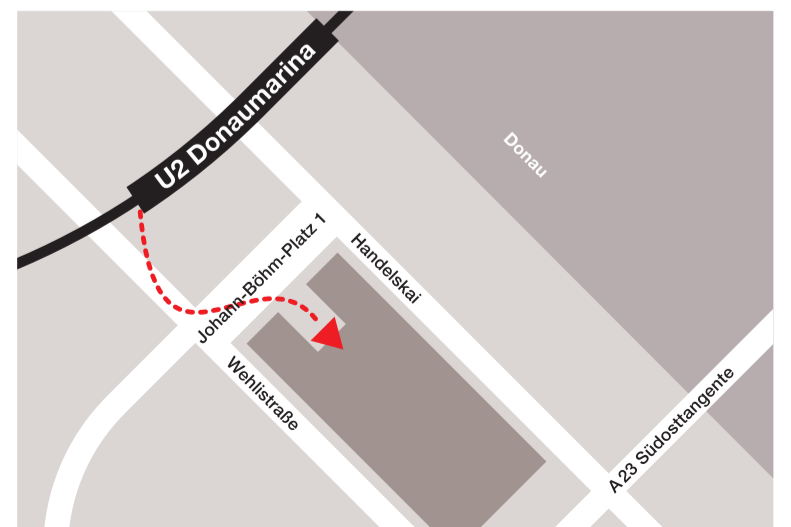 U2 Donaumarina
Donau
Johann-Böhm-Platz 1
Handelskai
Wehlistraße
A 23 Südosttangente